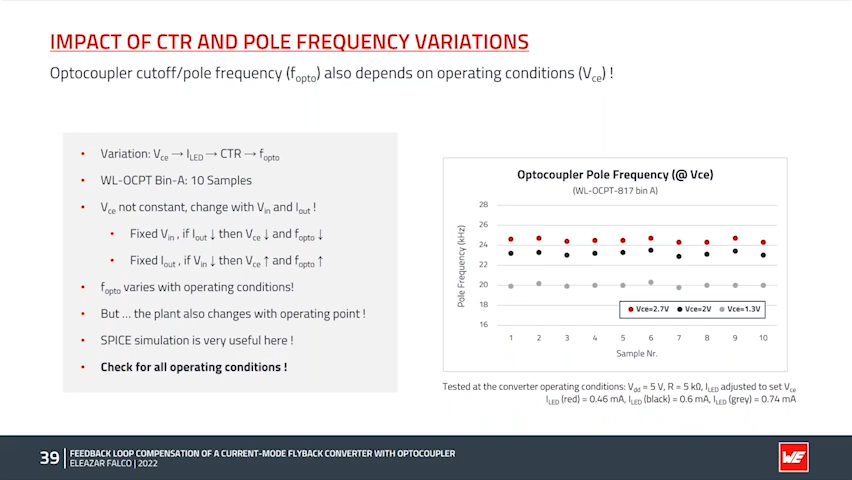 IMPACT OF CTR AND POLE FREQUENCY VARIATIONS
Optocoupler cutoff/pole frequency (fopto) also depends on operating conditions (Vce) !
• Variation: Vce → ILED → CTR → fopto
• WL-OCPT Bin-A: 10 Samples
• Vce not constant, change with Vin and Iout !
• Fixed Vin , if Iout ↓ then Vce ↓ and fopto ↓
• Fixed Iout , if Vin ↓ then Vce ↑ and fopto ↑
• fopto varies with operating conditions!
• But ... the plant also changes with operating point !
• SPICE simulation is very useful here !
• Check for all operating conditions !
Optocoupler Pole Frequency (@ Vce)
(WL-OCPT-817 bin A)
Pole Frequency (kHz)
28
26
24
22
20
18
16
Vce=2.7V Vce=2V Vce=1.3V
1 2 3 4 5 6 7 8 9 10
Sample Nr.
Tested at the converter operating conditions: Vdd = 5 V, R = 5 kΩ, ILED adjusted to set Vce
ILED (red) = 0.46 mA, ILED (black) = 0.6 mA, ILED (grey) = 0.74 mA
39
FEEDBACK LOOP COMPENSATION OF A CURRENT-MODE FLYBACK CONVERTER WITH OPTOCOUPLER
ELEAZAR FALCO | 2022
WE